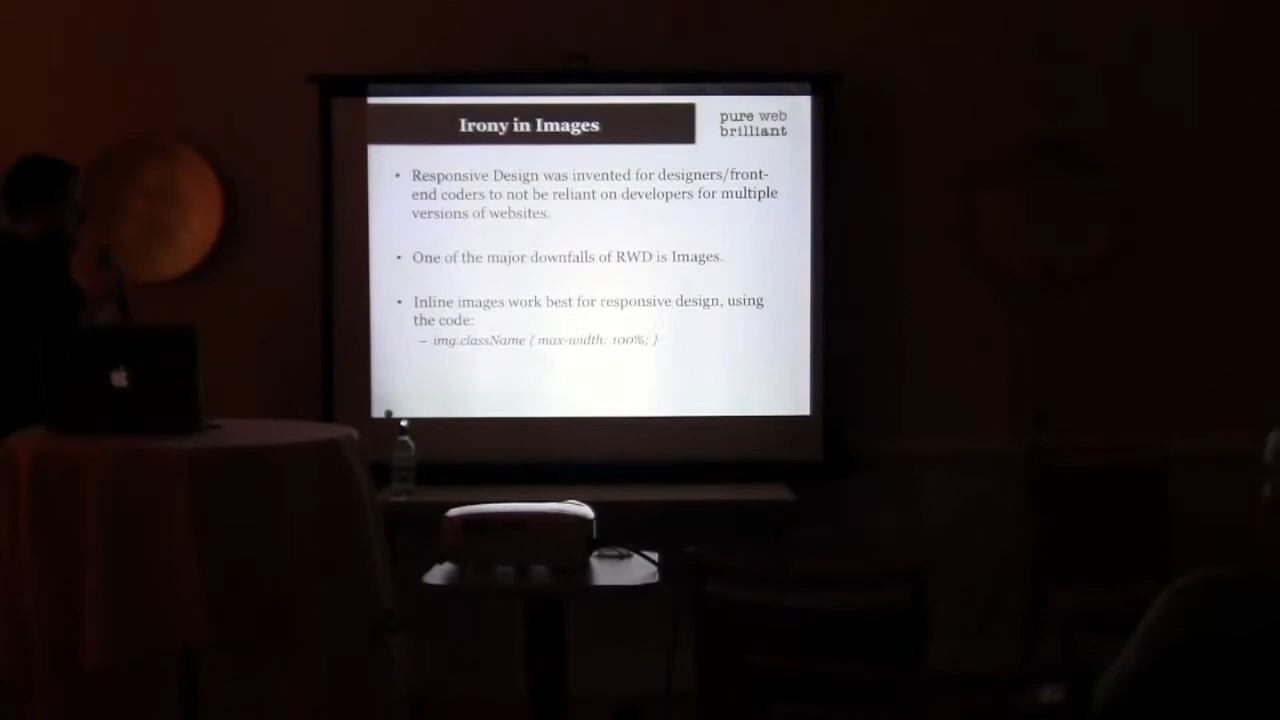 Irony in Images
pure web
brilliant
• Responsive Design was invented for designers/front-
end coders to not be reliant on developers for multiple
versions of websites.
• One of the major downfalls of RWD is Images.
• Inline images work best for responsive design, using
the code:
– img.className { max-width: 100%; }